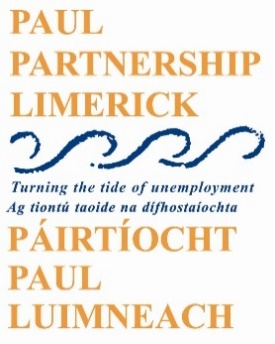 PAUL
PARTNERSHIP
LIMERICK
Turning the tide of unemployment
Ag tiontú taoide na dífhostaíochta
PÁIRTÍOCHT
PAUL
LUIMNEACH